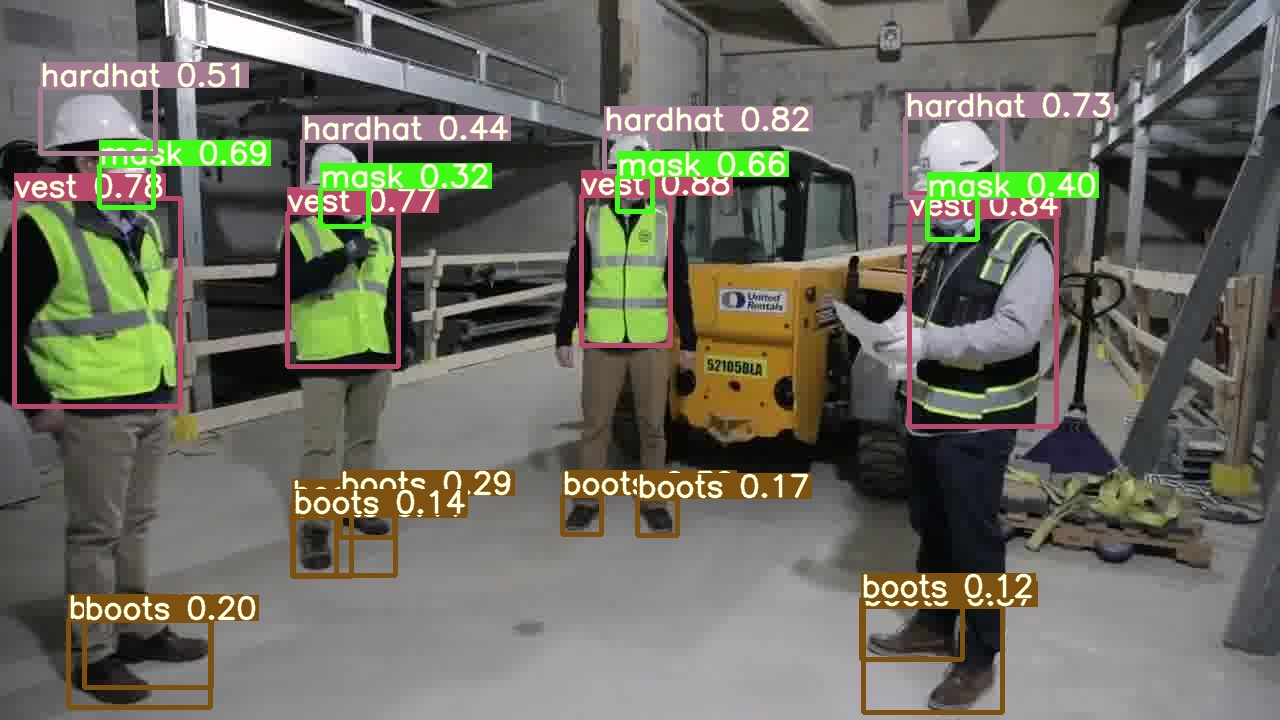 hardhat 0.51
hardhat 0.44
hardhat 0.82
hardhat 0.73
mask 0.69
mask 0.32
mask 0.66
mask 0.40
vest 0.78
vest 0.77
vest 0.88
vest 0.84
United
Rentals
52105BLA
boots 0.29
boots 0.14
boots
boots 0.17
boots 0.12
boots 0.20